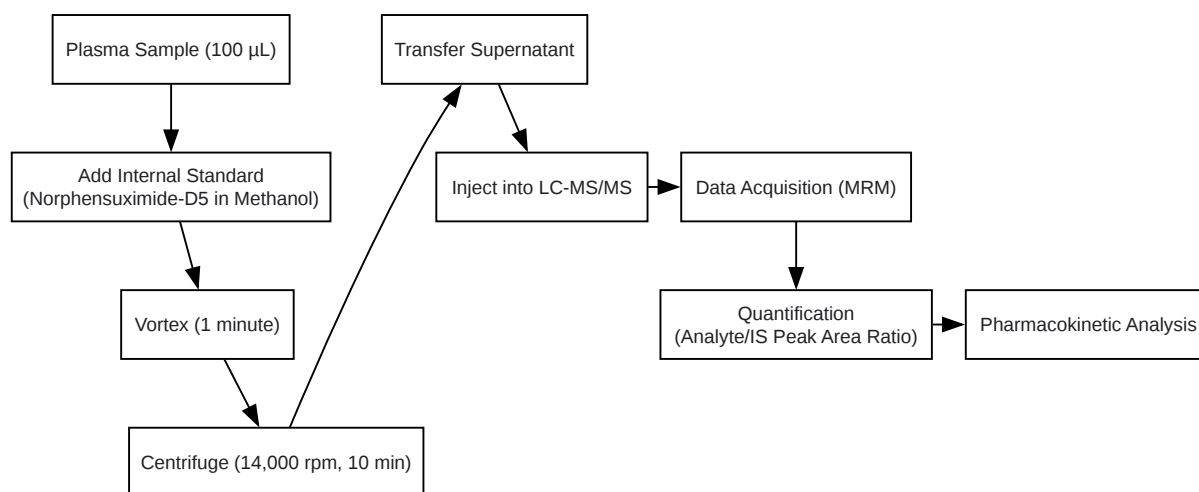 Plasma Sample (100 µL)
Add Internal Standard
(Norphensuximide-D5 in Methanol)
Vortex (1 minute)
Centrifuge (14,000 rpm, 10 min)
Transfer Supernatant
Inject into LC-MS/MS
Data Acquisition (MRM)
Quantification
(Analyte/IS Peak Area Ratio)
Pharmacokinetic Analysis